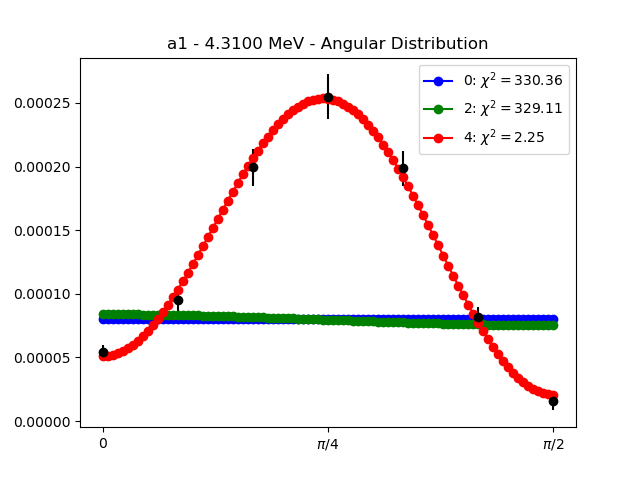 a1 - 4.3100 MeV - Angular Distribution
0: χ² = 330.36
2: χ² = 329.11
4: χ² = 2.25
0.00025
0.00020
0.00015
0.00010
0.00005
0.00000
0
π/4
π/2